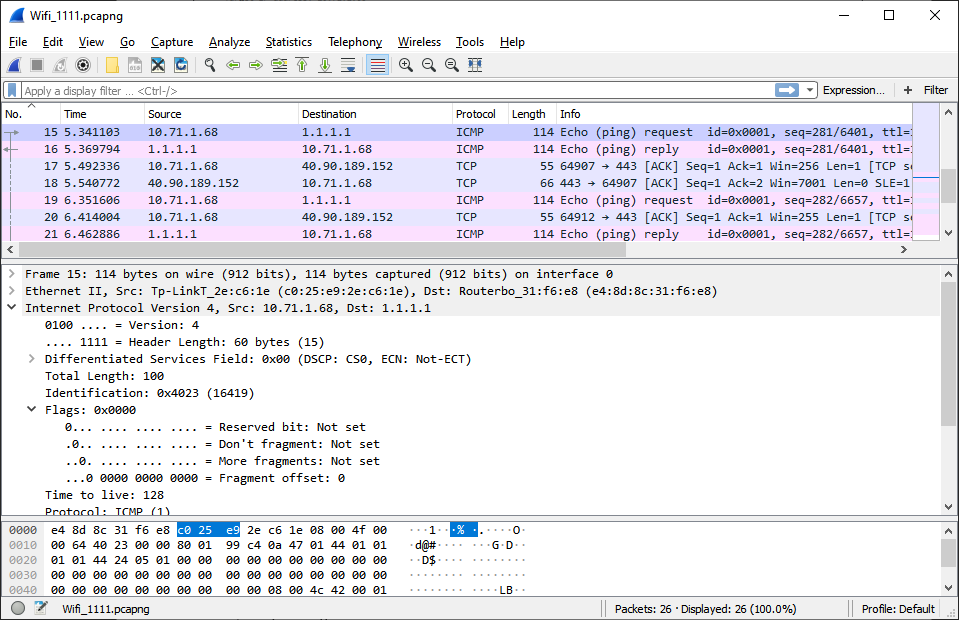 Wifi_1111.pcapng
File Edit View Go Capture Analyze Statistics Telephony Wireless Tools Help
Apply a display filter ... <Ctrl-/> Expression... + Filter
No. Time Source Destination Protocol Length Info
15 5.341103 10.71.1.68 1.1.1.1 ICMP 114 Echo (ping) request id=0x0001, seq=281/6401, ttl=
16 5.369794 1.1.1.1 10.71.1.68 ICMP 114 Echo (ping) reply id=0x0001, seq=281/6401, ttl=
17 5.492336 10.71.1.68 40.90.189.152 TCP 55 64907 → 443 [ACK] Seq=1 Ack=1 Win=256 Len=1 [TCP s
18 5.540772 40.90.189.152 10.71.1.68 TCP 66 443 → 64907 [ACK] Seq=1 Ack=2 Win=7001 Len=0 SLE=1
19 6.351606 10.71.1.68 1.1.1.1 ICMP 114 Echo (ping) request id=0x0001, seq=282/6657, ttl=
20 6.414004 10.71.1.68 40.90.189.152 TCP 55 64912 → 443 [ACK] Seq=1 Ack=1 Win=255 Len=1 [TCP s
21 6.462886 1.1.1.1 10.71.1.68 ICMP 114 Echo (ping) reply id=0x0001, seq=282/6657, ttl=
Frame 15: 114 bytes on wire (912 bits), 114 bytes captured (912 bits) on interface 0
Ethernet II, Src: Tp-LinkT_2e:c6:1e (c0:25:e9:2e:c6:1e), Dst: Routerbo_31:f6:e8 (e4:8d:8c:31:f6:e8)
Internet Protocol Version 4, Src: 10.71.1.68, Dst: 1.1.1.1
0100 .... = Version: 4
.... 1111 = Header Length: 60 bytes (15)
Differentiated Services Field: 0x00 (DSCP: CS0, ECN: Not-ECT)
Total Length: 100
Identification: 0x4023 (16419)
Flags: 0x0000
0... .... .... .... = Reserved bit: Not set
.0.. .... .... .... = Don't fragment: Not set
..0. .... .... .... = More fragments: Not set
...0 0000 0000 0000 = Fragment offset: 0
Time to live: 128
Protocol: ICMP (1)
0000 e4 8d 8c 31 f6 e8 c0 25 e9 2e c6 1e 08 00 4f 00 ···1···% ·.····O·
0010 00 64 40 23 00 00 80 01 99 c4 0a 47 01 44 01 01 ·d@#···· ···G·D··
0020 01 01 44 24 05 01 00 00 00 00 00 00 00 00 00 00 ··D$···· ········
0030 00 00 00 00 00 00 00 00 00 00 00 00 00 00 00 00 ········ ········
0040 00 00 00 00 00 00 00 00 00 00 08 00 4c 42 00 01 ········ ····LB··
Wifi_1111.pcapng Packets: 26 · Displayed: 26 (100.0%) Profile: Default